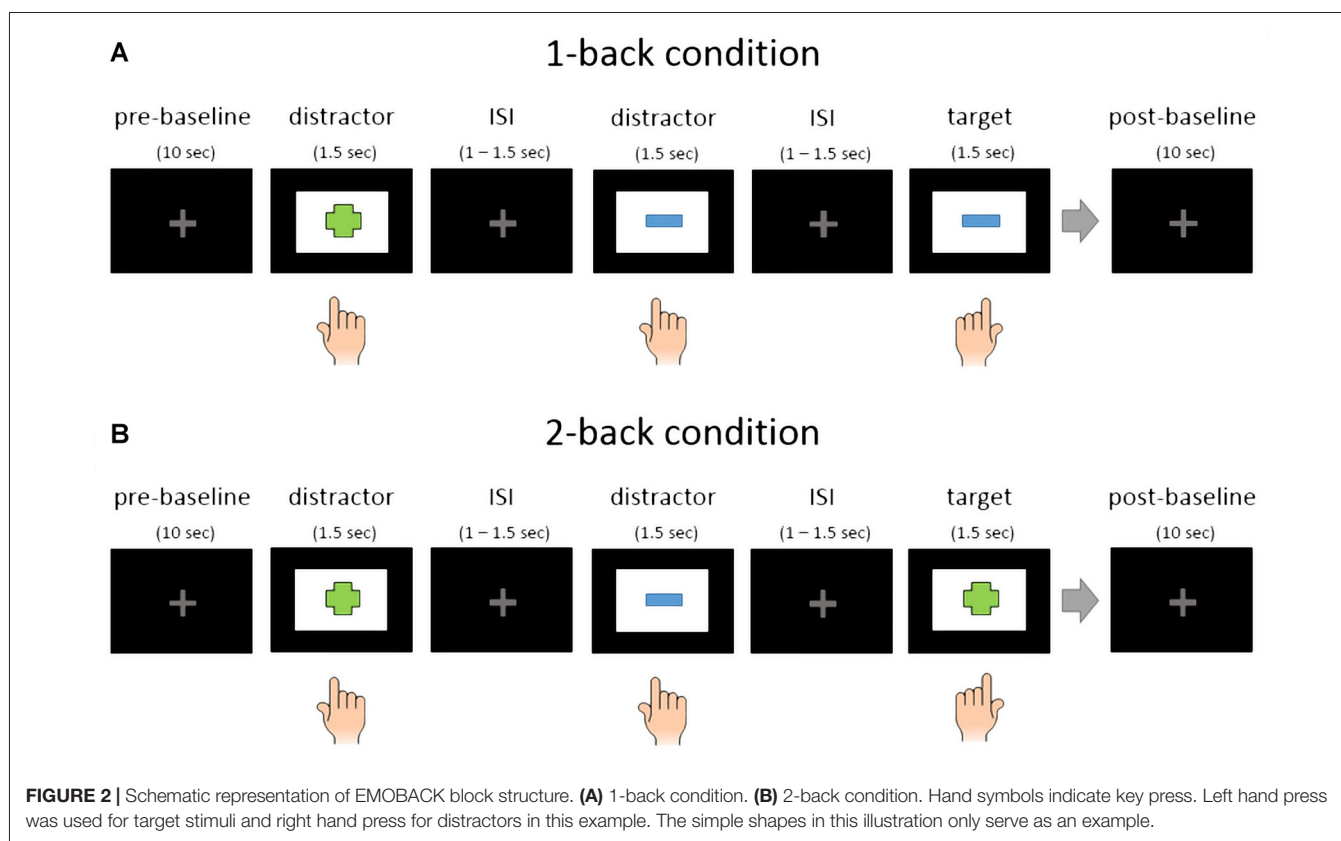 A
1-back condition
pre-baseline distractor ISI distractor ISI target post-baseline
(10 sec) (1.5 sec) (1 – 1.5 sec) (1.5 sec) (1 – 1.5 sec) (1.5 sec) (10 sec)
B
2-back condition
pre-baseline distractor ISI distractor ISI target post-baseline
(10 sec) (1.5 sec) (1 – 1.5 sec) (1.5 sec) (1 – 1.5 sec) (1.5 sec) (10 sec)
FIGURE 2 | Schematic representation of EMOBACK block structure. (A) 1-back condition. (B) 2-back condition. Hand symbols indicate key press. Left hand press
was used for target stimuli and right hand press for distractors in this example. The simple shapes in this illustration only serve as an example.